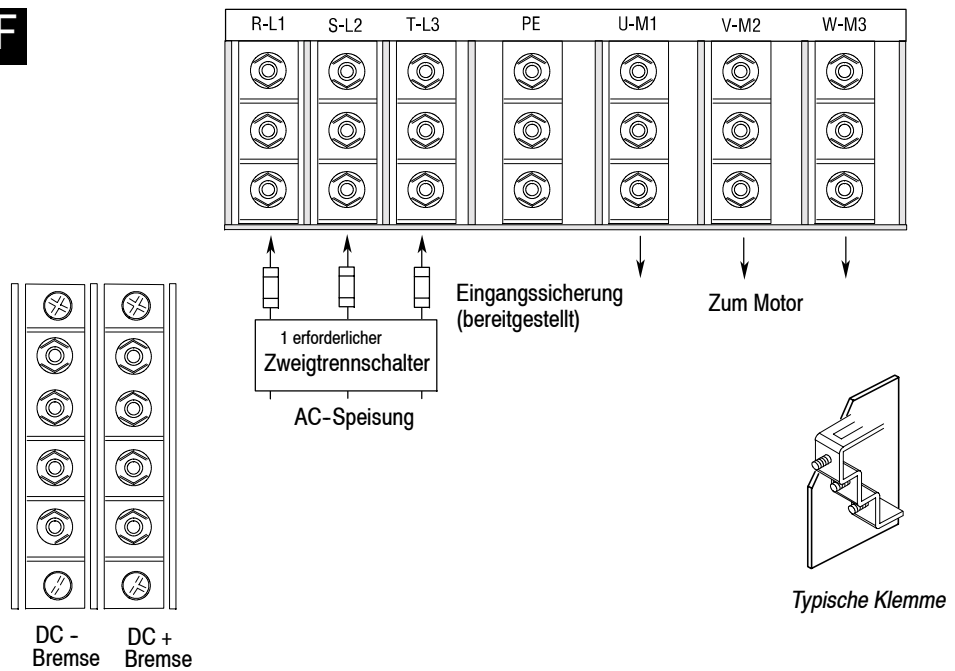 F
R-L1 S-L2 T-L3 PE U-M1 V-M2 W-M3
Eingangssicherung
(bereitgestellt)
Zum Motor
1 erforderlicher
Zweigtrennschalter
AC-Speisung
Typische Klemme
DC - DC +
Bremse Bremse